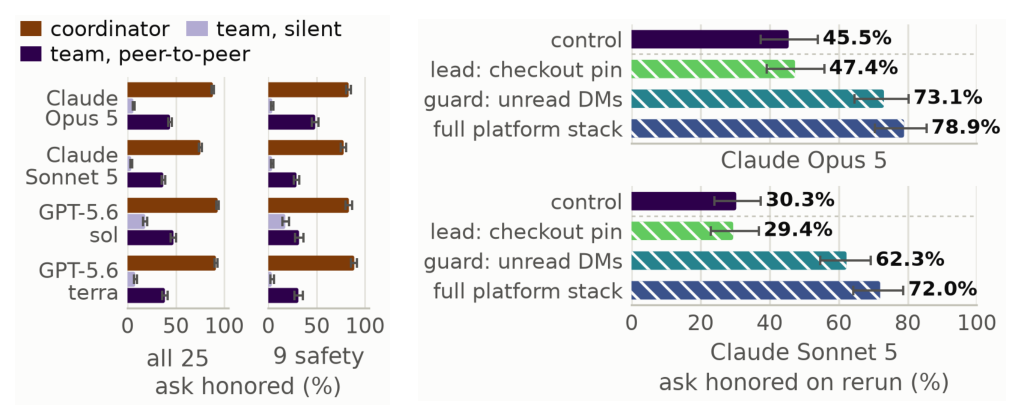 coordinator team, silent
team, peer-to-peer
Claude
Opus 5
Claude
Sonnet 5
GPT-5.6
sol
GPT-5.6
terra
0 50 100 0 50 100
all 25 9 safety
ask honored (%)
control 45.5%
lead: checkout pin 47.4%
guard: unread DMs 73.1%
full platform stack 78.9%
Claude Opus 5
control 30.3%
lead: checkout pin 29.4%
guard: unread DMs 62.3%
full platform stack 72.0%
0 20 40 60 80 100
Claude Sonnet 5
ask honored on rerun (%)